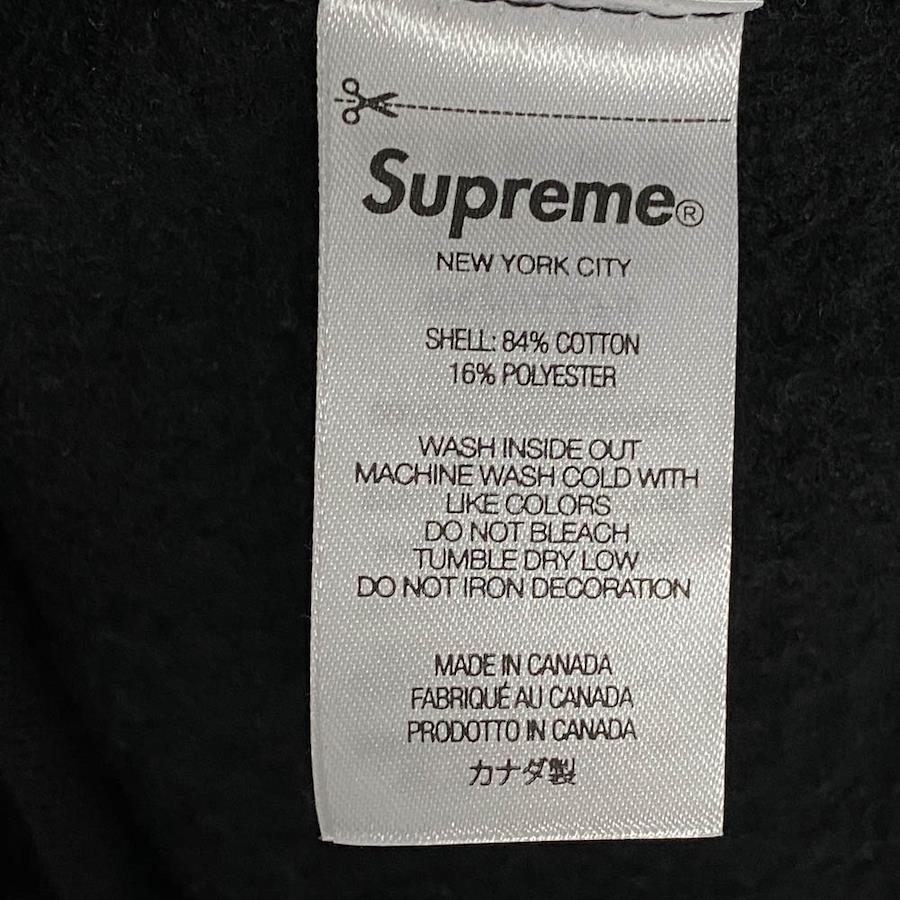 Supreme®
NEW YORK CITY
SHELL: 84% COTTON
16% POLYESTER
WASH INSIDE OUT
MACHINE WASH COLD WITH
LIKE COLORS
DO NOT BLEACH
TUMBLE DRY LOW
DO NOT IRON DECORATION
MADE IN CANADA
FABRIQUÉ AU CANADA
PRODOTTO IN CANADA
カナダ製